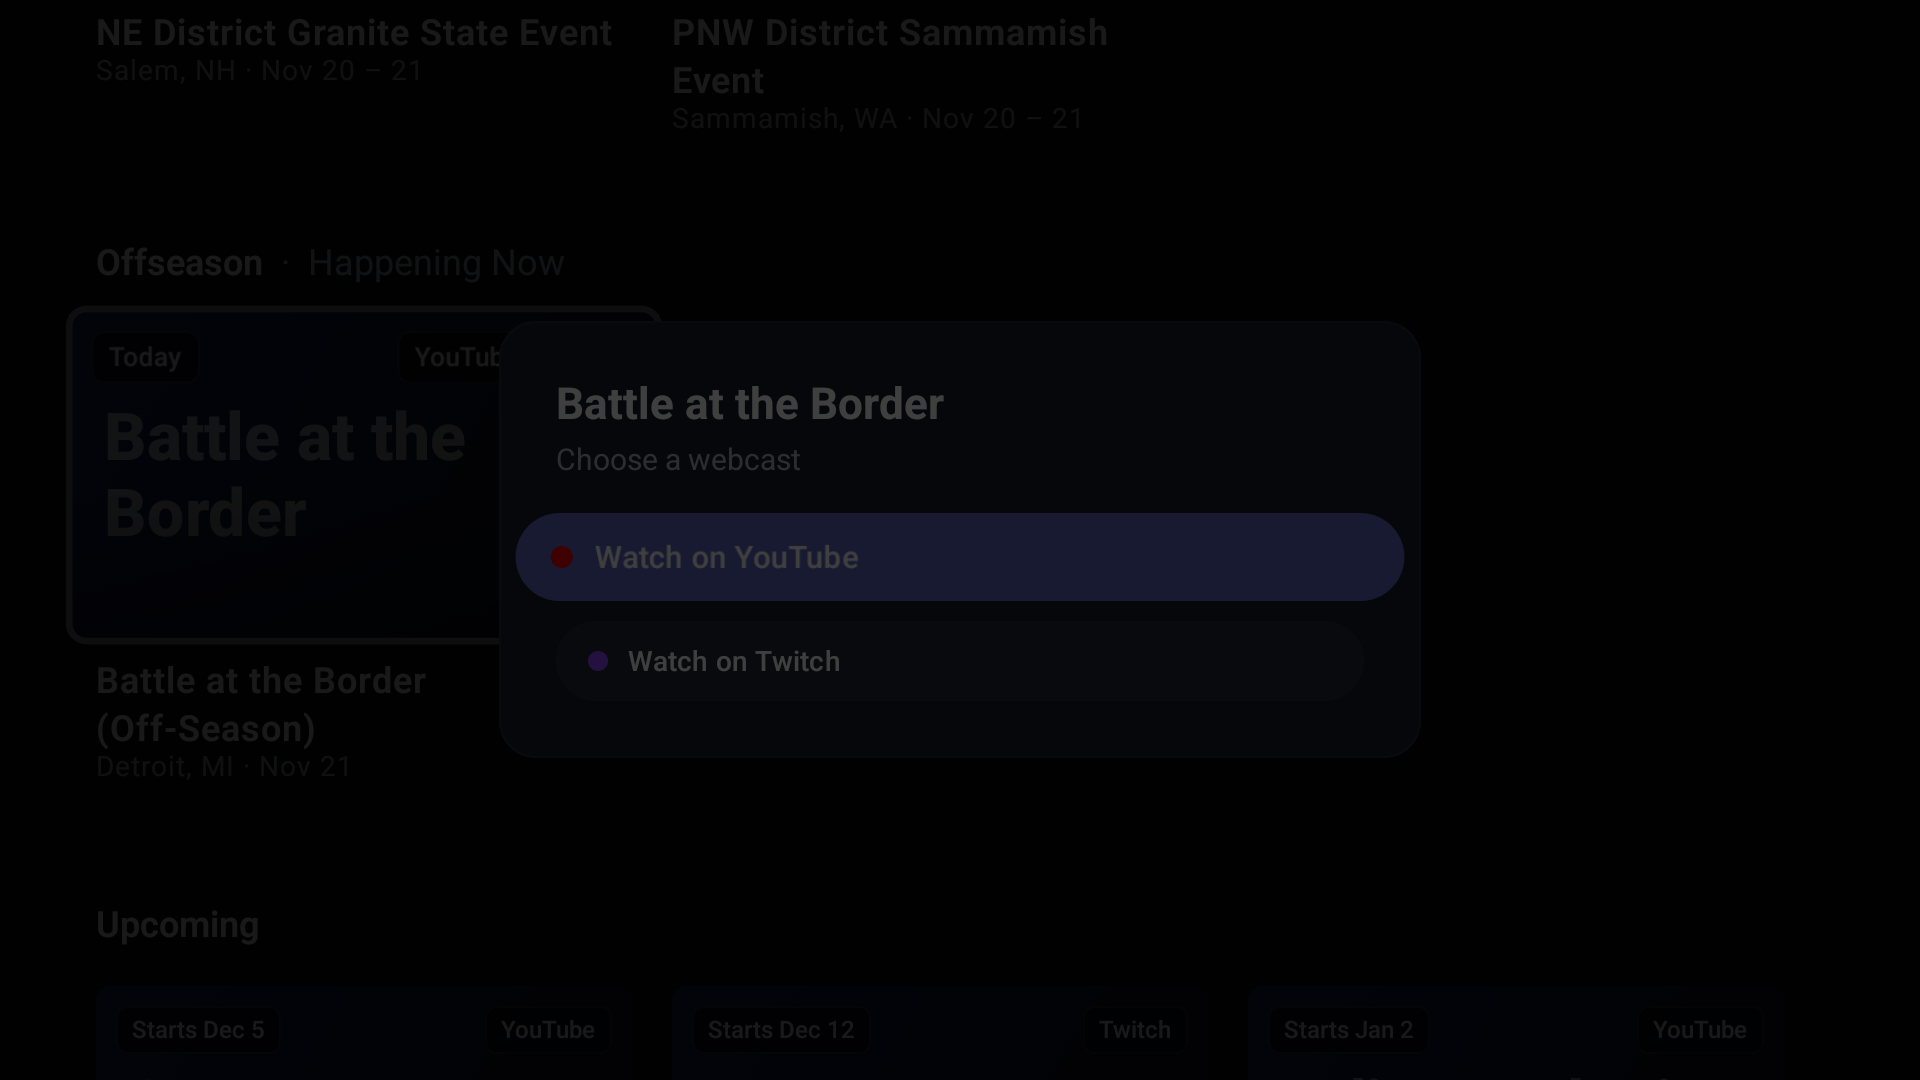 NE District Granite State Event
Salem, NH · Nov 20 – 21
PNW District Sammamish
Event
Sammamish, WA · Nov 20 – 21
Offseason · Happening Now
Today
YouTub
Battle at the
Border
Battle at the Border
(Off-Season)
Detroit, MI · Nov 21
Battle at the Border
Choose a webcast
Watch on YouTube
Watch on Twitch
Upcoming
Starts Dec 5
YouTube
Starts Dec 12
Twitch
Starts Jan 2
YouTube